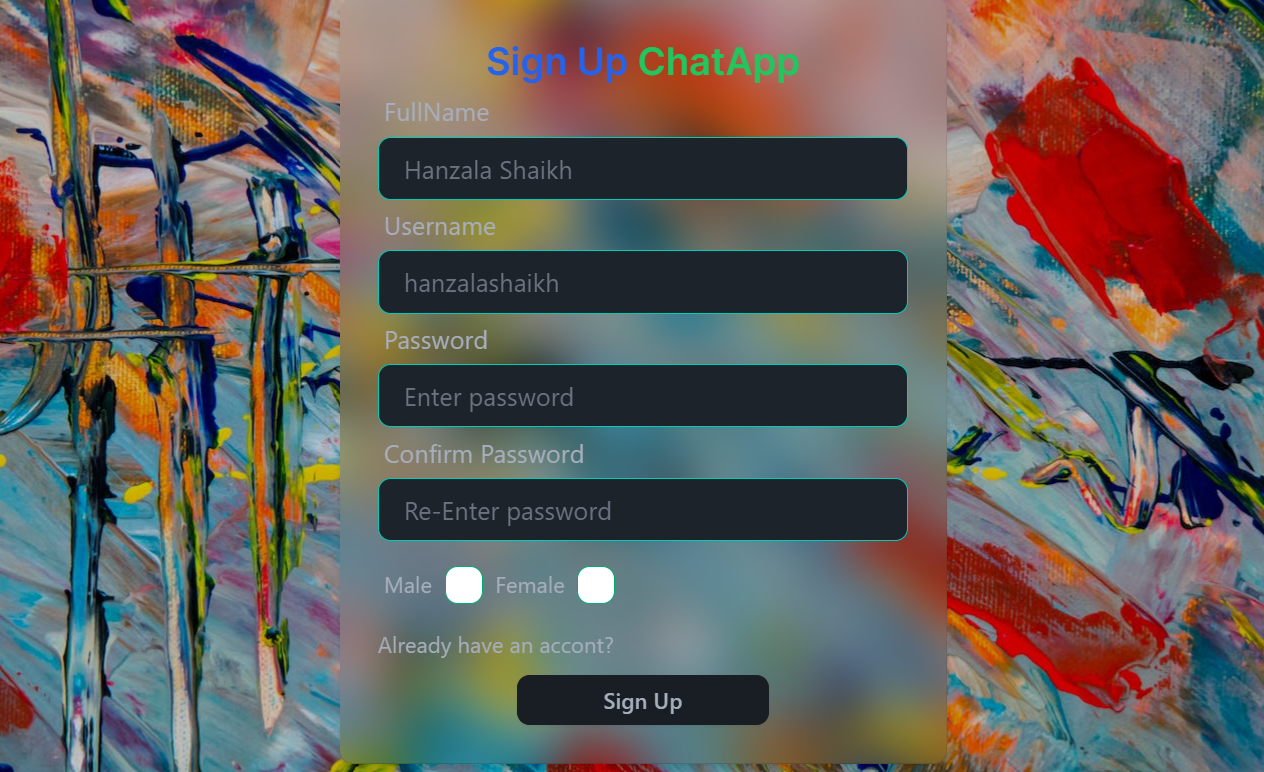 Sign Up ChatApp
FullName
Hanzala Shaikh
Username
hanzalashaikh
Password
Enter password
Confirm Password
Re-Enter password
Male Female
Already have an accont?
Sign Up